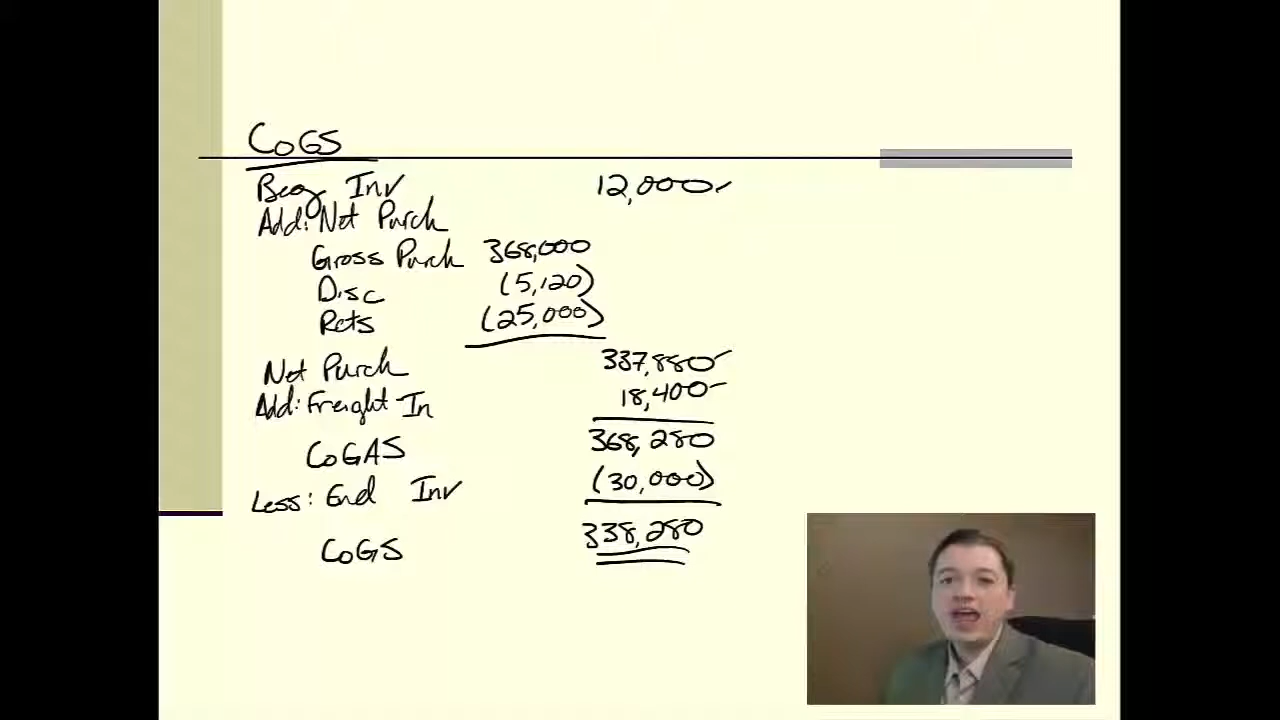 CoGS
Beg Inv 12,000
Add: Net Purch
Gross Purch 368,000
Disc (5,120)
Rets (25,000)
Net Purch 337,880
Add: Freight In 18,400
CoGAS 368,280
Less: End Inv (30,000)
CoGS 338,280